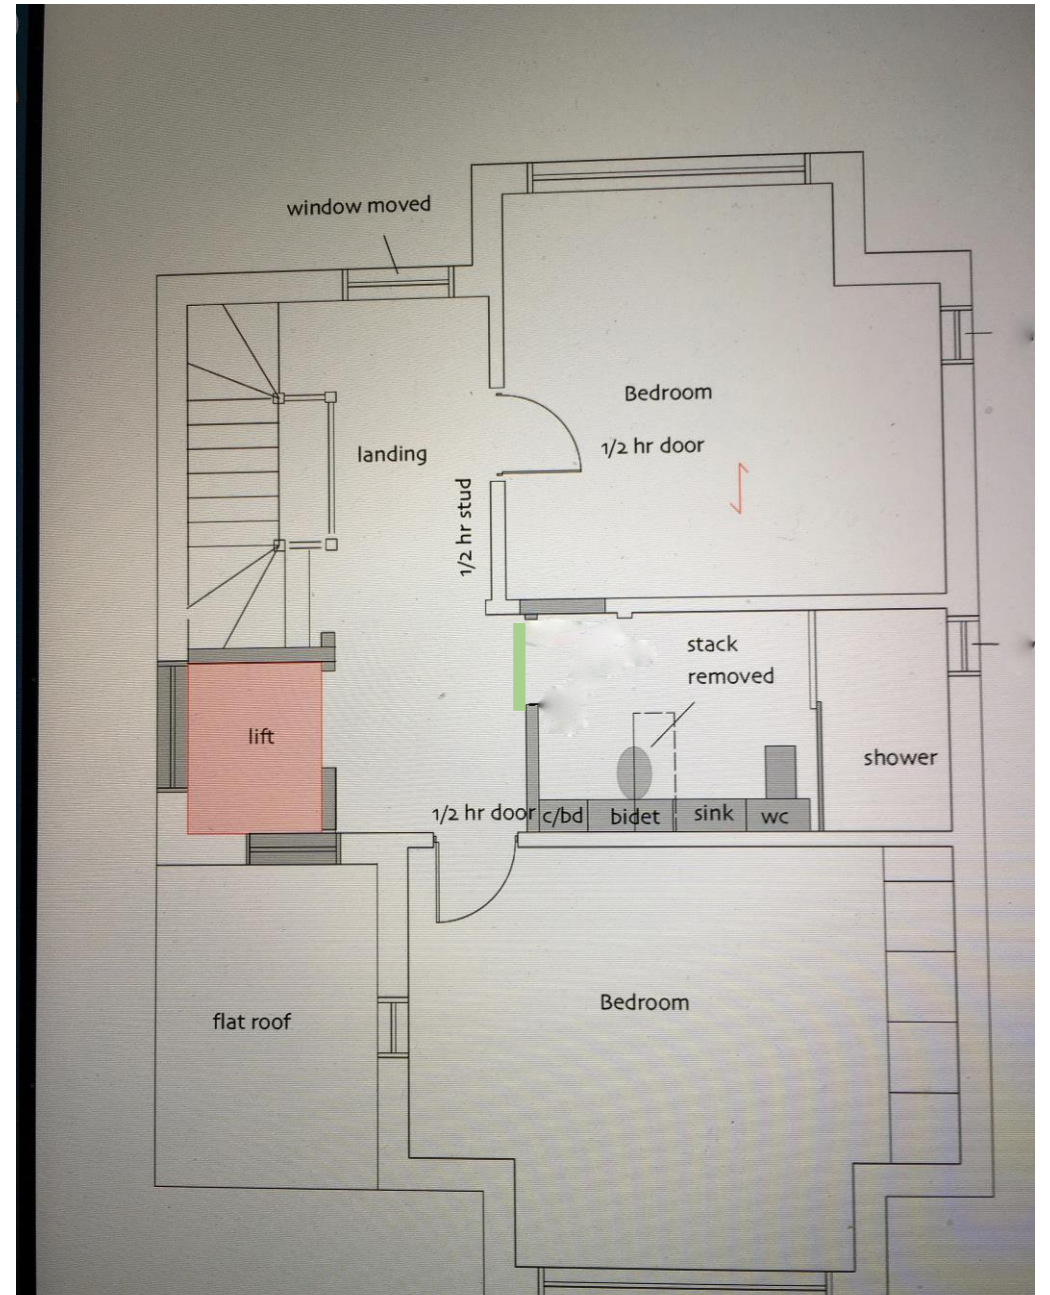 window moved
Bedroom
1/2 hr door
landing
1/2 hr stud
stack
removed
lift
shower
1/2 hr door
c/bd
bidet
sink
wc
Bedroom
flat roof